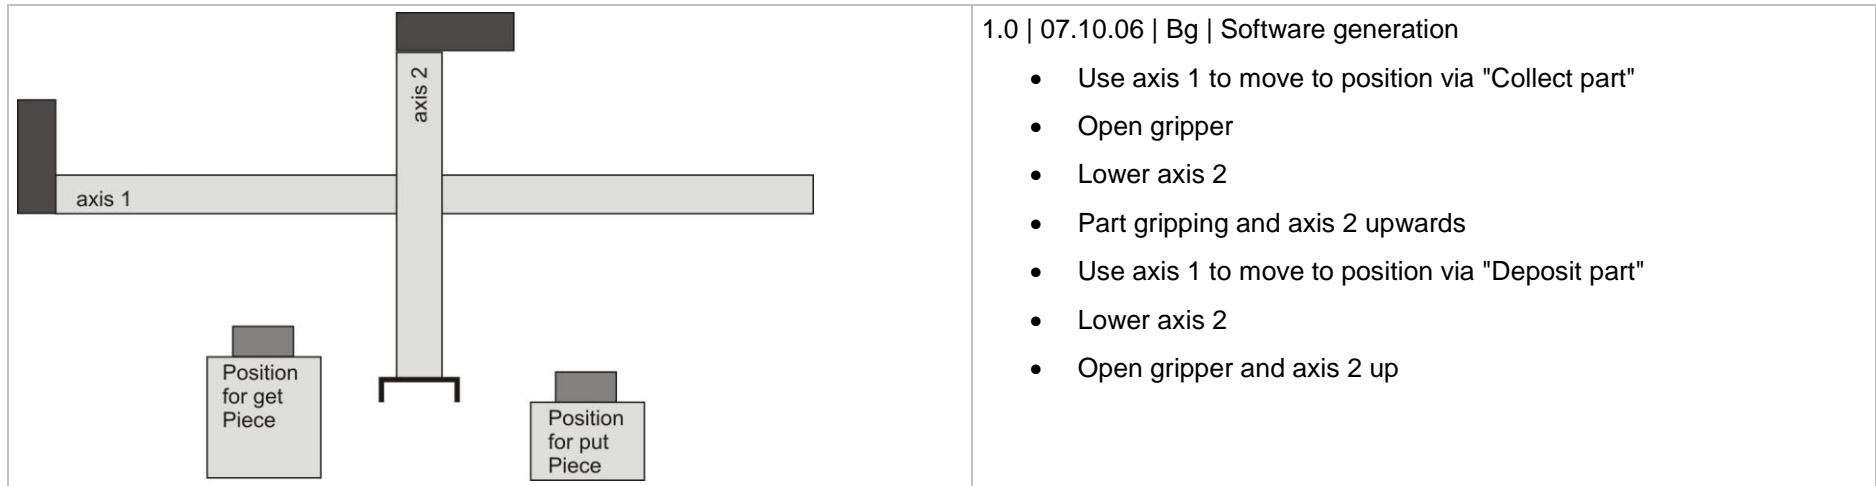 axis 2
axis 1
Position
for get
Piece
Position
for put
Piece
1.0 | 07.10.06 | Bg | Software generation
• Use axis 1 to move to position via "Collect part"
• Open gripper
• Lower axis 2
• Part gripping and axis 2 upwards
• Use axis 1 to move to position via "Deposit part"
• Lower axis 2
• Open gripper and axis 2 up